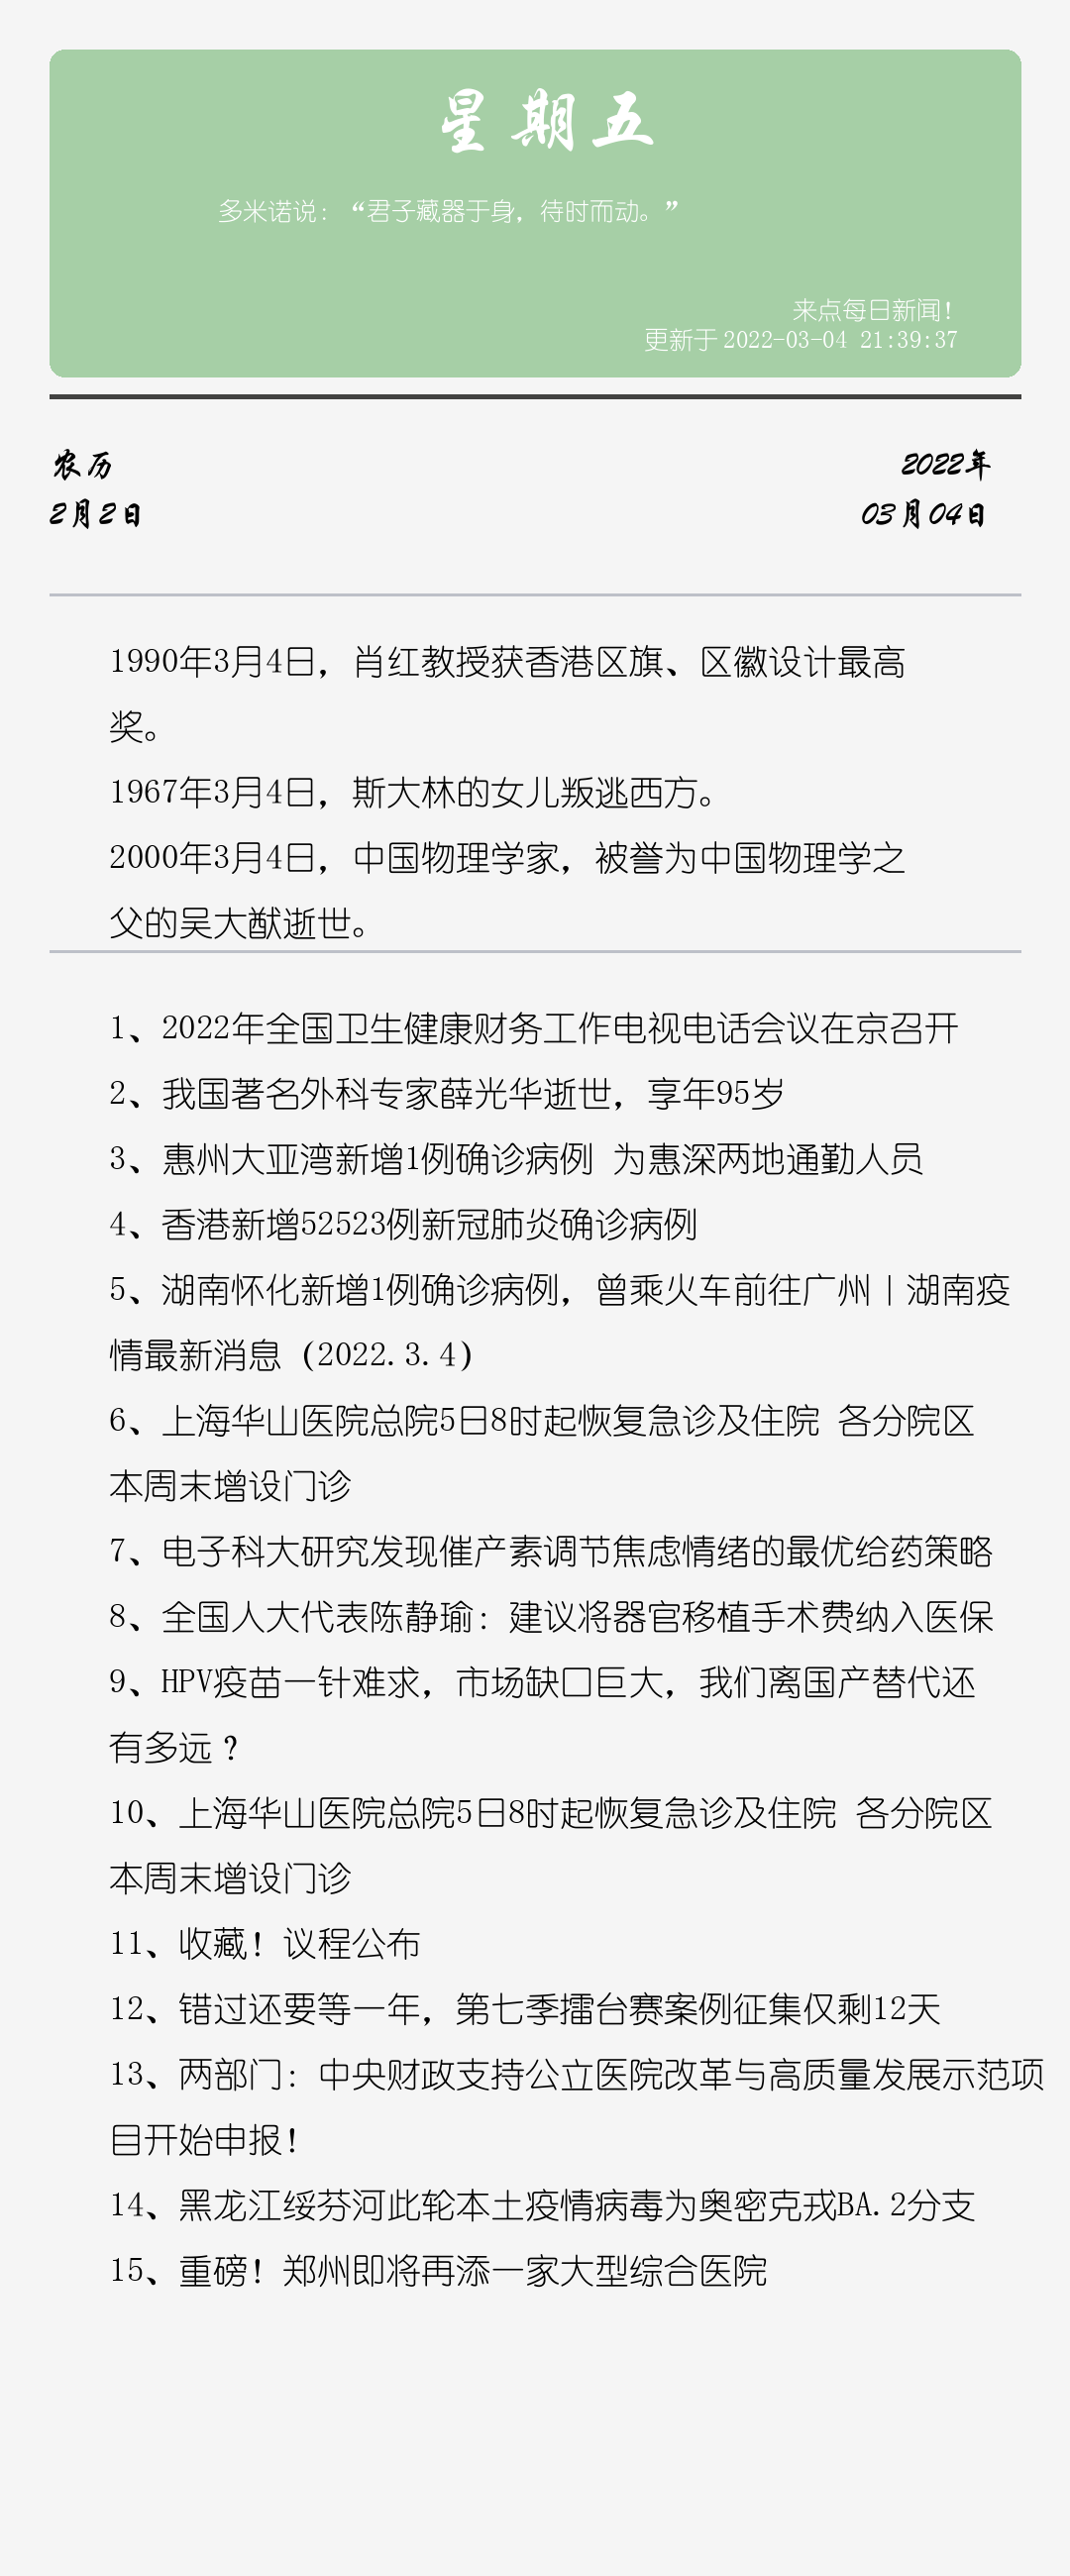 星期五
多米诺说：“君子藏器于身，待时而动。”
来点每日新闻！
更新于 2022-03-04 21:39:37
农历
2月2日
2022年
03月04日
1990年3月4日，肖红教授获香港区旗、区徽设计最高
奖。
1967年3月4日，斯大林的女儿叛逃西方。
2000年3月4日，中国物理学家，被誉为中国物理学之
父的吴大猷逝世。
1、2022年全国卫生健康财务工作电视电话会议在京召开
2、我国著名外科专家薛光华逝世，享年95岁
3、惠州大亚湾新增1例确诊病例 为惠深两地通勤人员
4、香港新增52523例新冠肺炎确诊病例
5、湖南怀化新增1例确诊病例，曾乘火车前往广州丨湖南疫
情最新消息（2022.3.4）
6、上海华山医院总院5日8时起恢复急诊及住院 各分院区
本周末增设门诊
7、电子科大研究发现催产素调节焦虑情绪的最优给药策略
8、全国人大代表陈静瑜：建议将器官移植手术费纳入医保
9、HPV疫苗一针难求，市场缺口巨大，我们离国产替代还
有多远？
10、上海华山医院总院5日8时起恢复急诊及住院 各分院区
本周末增设门诊
11、收藏！议程公布
12、错过还要等一年，第七季擂台赛案例征集仅剩12天
13、两部门：中央财政支持公立医院改革与高质量发展示范项
目开始申报！
14、黑龙江绥芬河此轮本土疫情病毒为奥密克戎BA.2分支
15、重磅！郑州即将再添一家大型综合医院